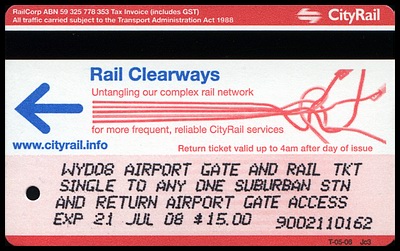 RailCorp ABN 59 325 778 353 Tax Invoice (includes GST)
All traffic carried subject to the Transport Administration Act 1988
CityRail
Rail Clearways
Untangling our complex rail network
for more frequent, reliable CityRail services
www.cityrail.info
Return ticket valid up to 4am after day of issue
WYDD8 AIRPORT GATE AND RAIL TKT
SINGLE TO ANY ONE SUBURBAN STN
AND RETURN AIRPORT GATE ACCESS
EXP 21 JUL 08 $15.00 9002110162
T-05-06 Jc3